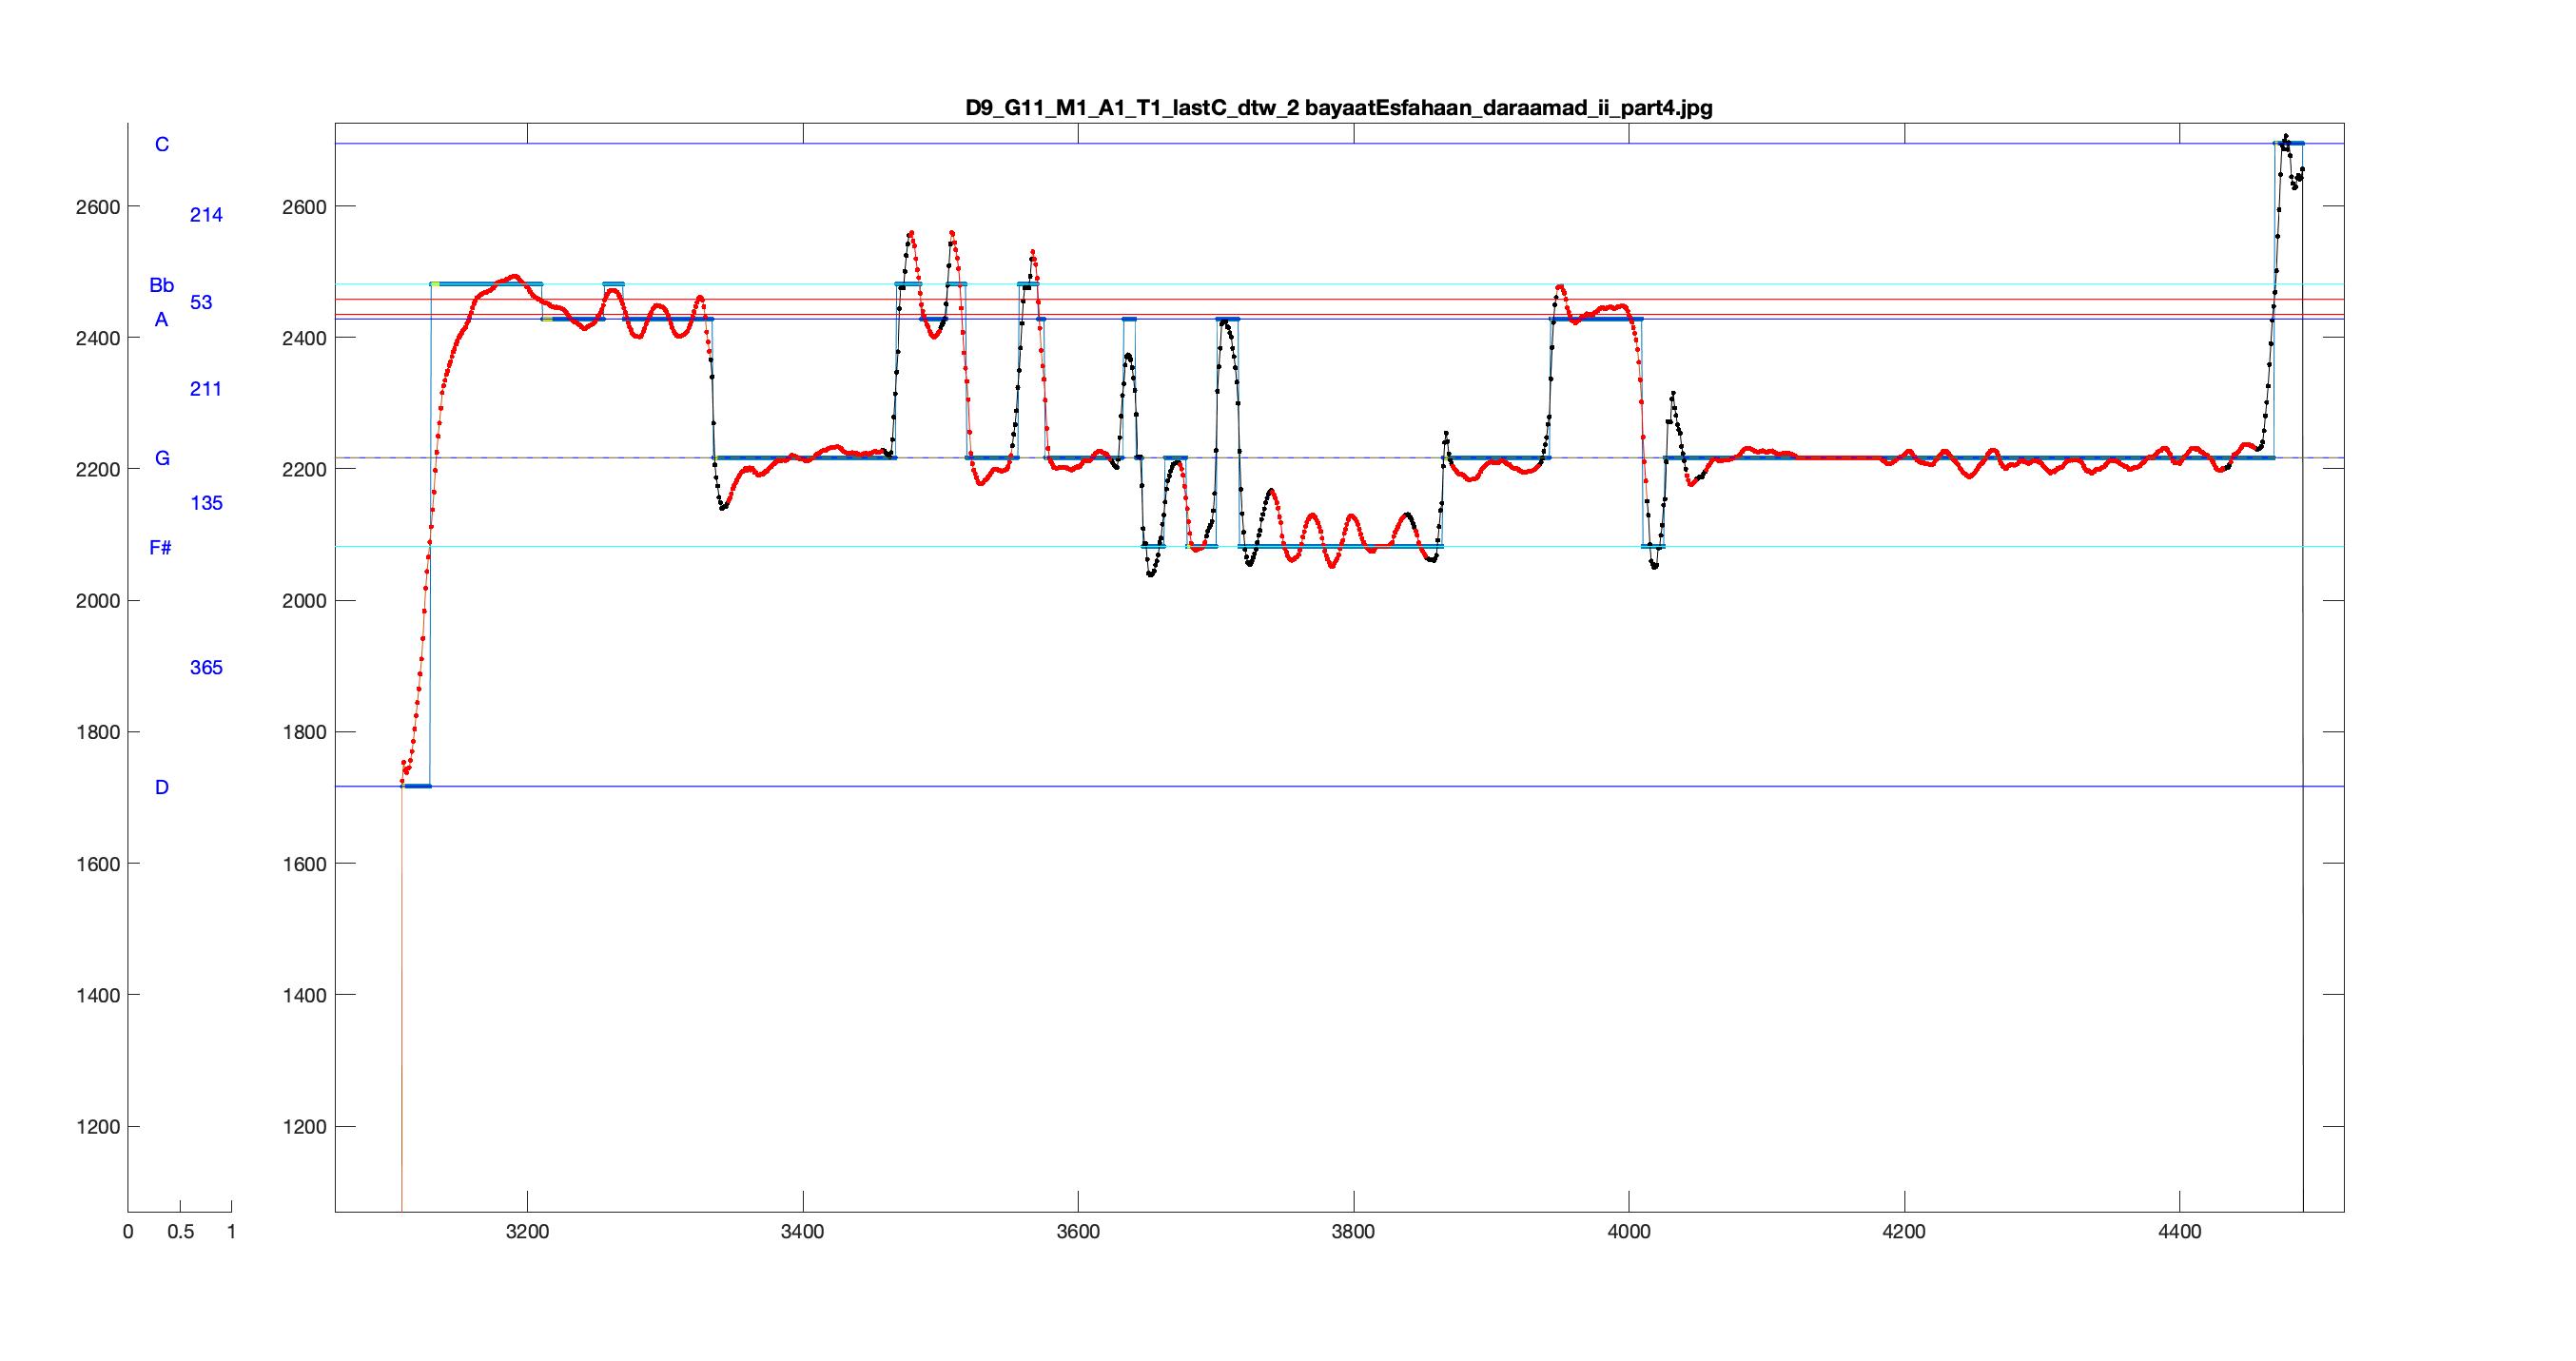 D9_G11_M1_A1_T1_lastC_dtw_2 bayaatEsfahaan_daraamad_ii_part4.jpg
C
2600 214 2600
Bb
53
A
2400 2400
211
G
2200 2200
135
F#
2000 2000
365
1800 1800
D
1600 1600
1400 1400
1200 1200
0 0.5 1 3200 3400 3600 3800 4000 4200 4400